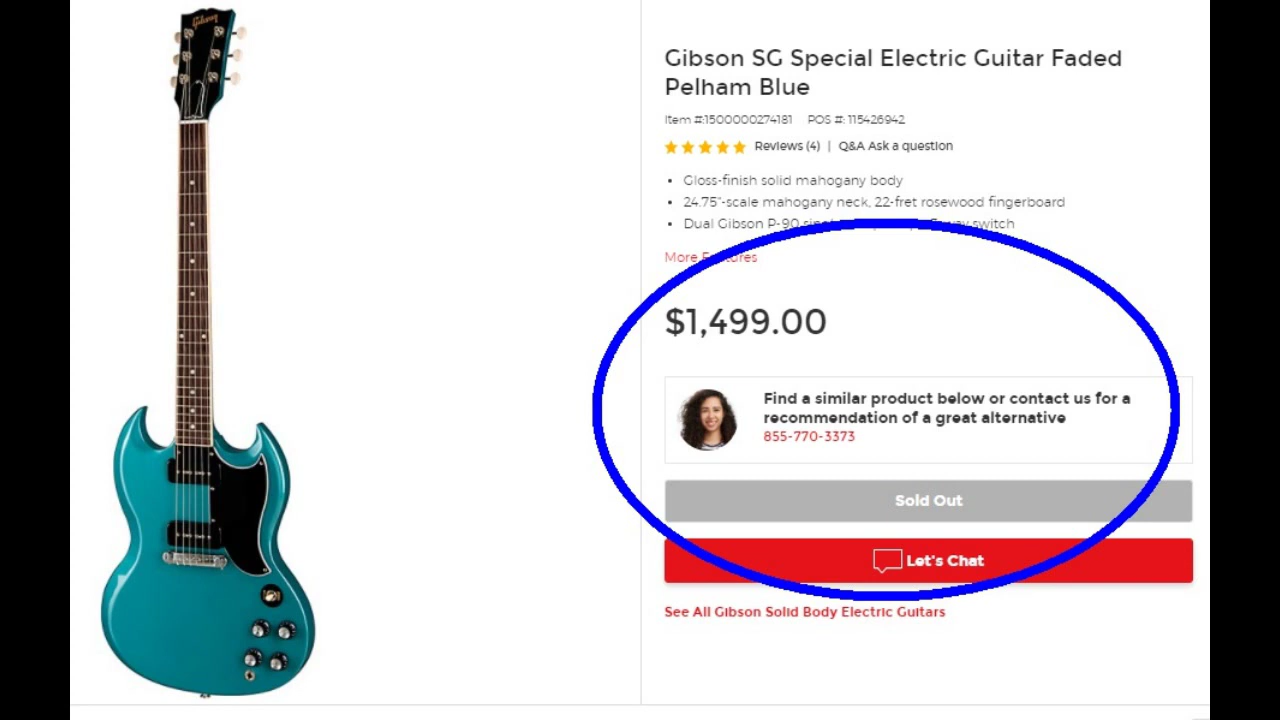 Gibson
Gibson SG Special Electric Guitar Faded
Pelham Blue
Item #:1500000274181 POS #: 115426942
Reviews (4) | Q&A Ask a question
• Gloss-finish solid mahogany body
• 24.75"-scale mahogany neck, 22-fret rosewood fingerboard
• Dual Gibson P-90 switch
More Features
$1,499.00
Find a similar product below or contact us for a
recommendation of a great alternative
855-770-3373
Sold Out
Let's Chat
See All Gibson Solid Body Electric Guitars